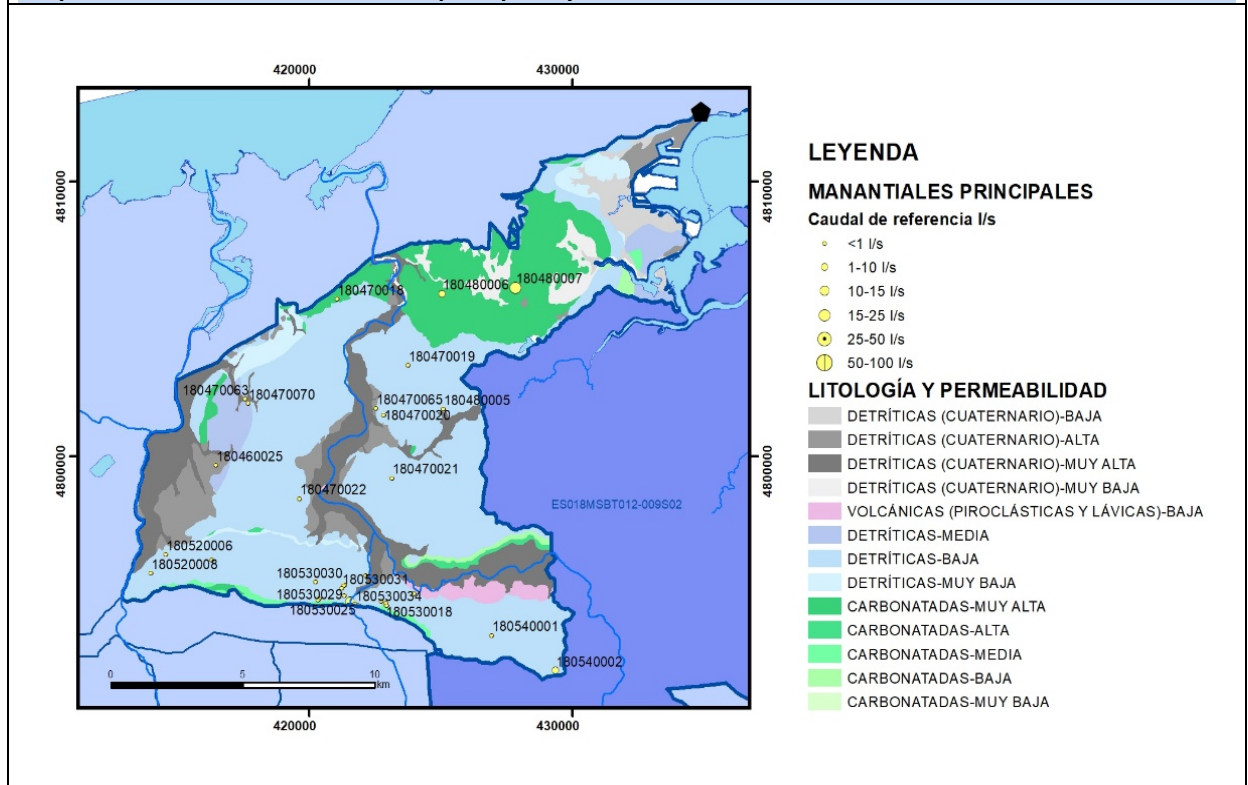 420000
430000
4810000
4810000
180480006
180480007
180470018
180470019
180470063
180470070
180470065
180480005
180470020
4800000
4800000
180460025
180470021
180470022
ES018MSBT012-009S02
180520006
180520008
180530030
180530031
180530029
180530034
180530025
180530018
180540001
180540002
0
5
10
km
420000
430000
LEYENDA
MANANTIALES PRINCIPALES
Caudal de referencia l/s
<1 l/s
1-10 l/s
10-15 l/s
15-25 l/s
25-50 l/s
50-100 l/s
LITOLOGÍA Y PERMEABILIDAD
DETRÍTICAS (CUATERNARIO)-BAJA
DETRÍTICAS (CUATERNARIO)-ALTA
DETRÍTICAS (CUATERNARIO)-MUY ALTA
DETRÍTICAS (CUATERNARIO)-MUY BAJA
VOLCÁNICAS (PIROCLÁSTICAS Y LÁVICAS)-BAJA
DETRÍTICAS-MEDIA
DETRÍTICAS-BAJA
DETRÍTICAS-MUY BAJA
CARBONATADAS-MUY ALTA
CARBONATADAS-ALTA
CARBONATADAS-MEDIA
CARBONATADAS-BAJA
CARBONATADAS-MUY BAJA